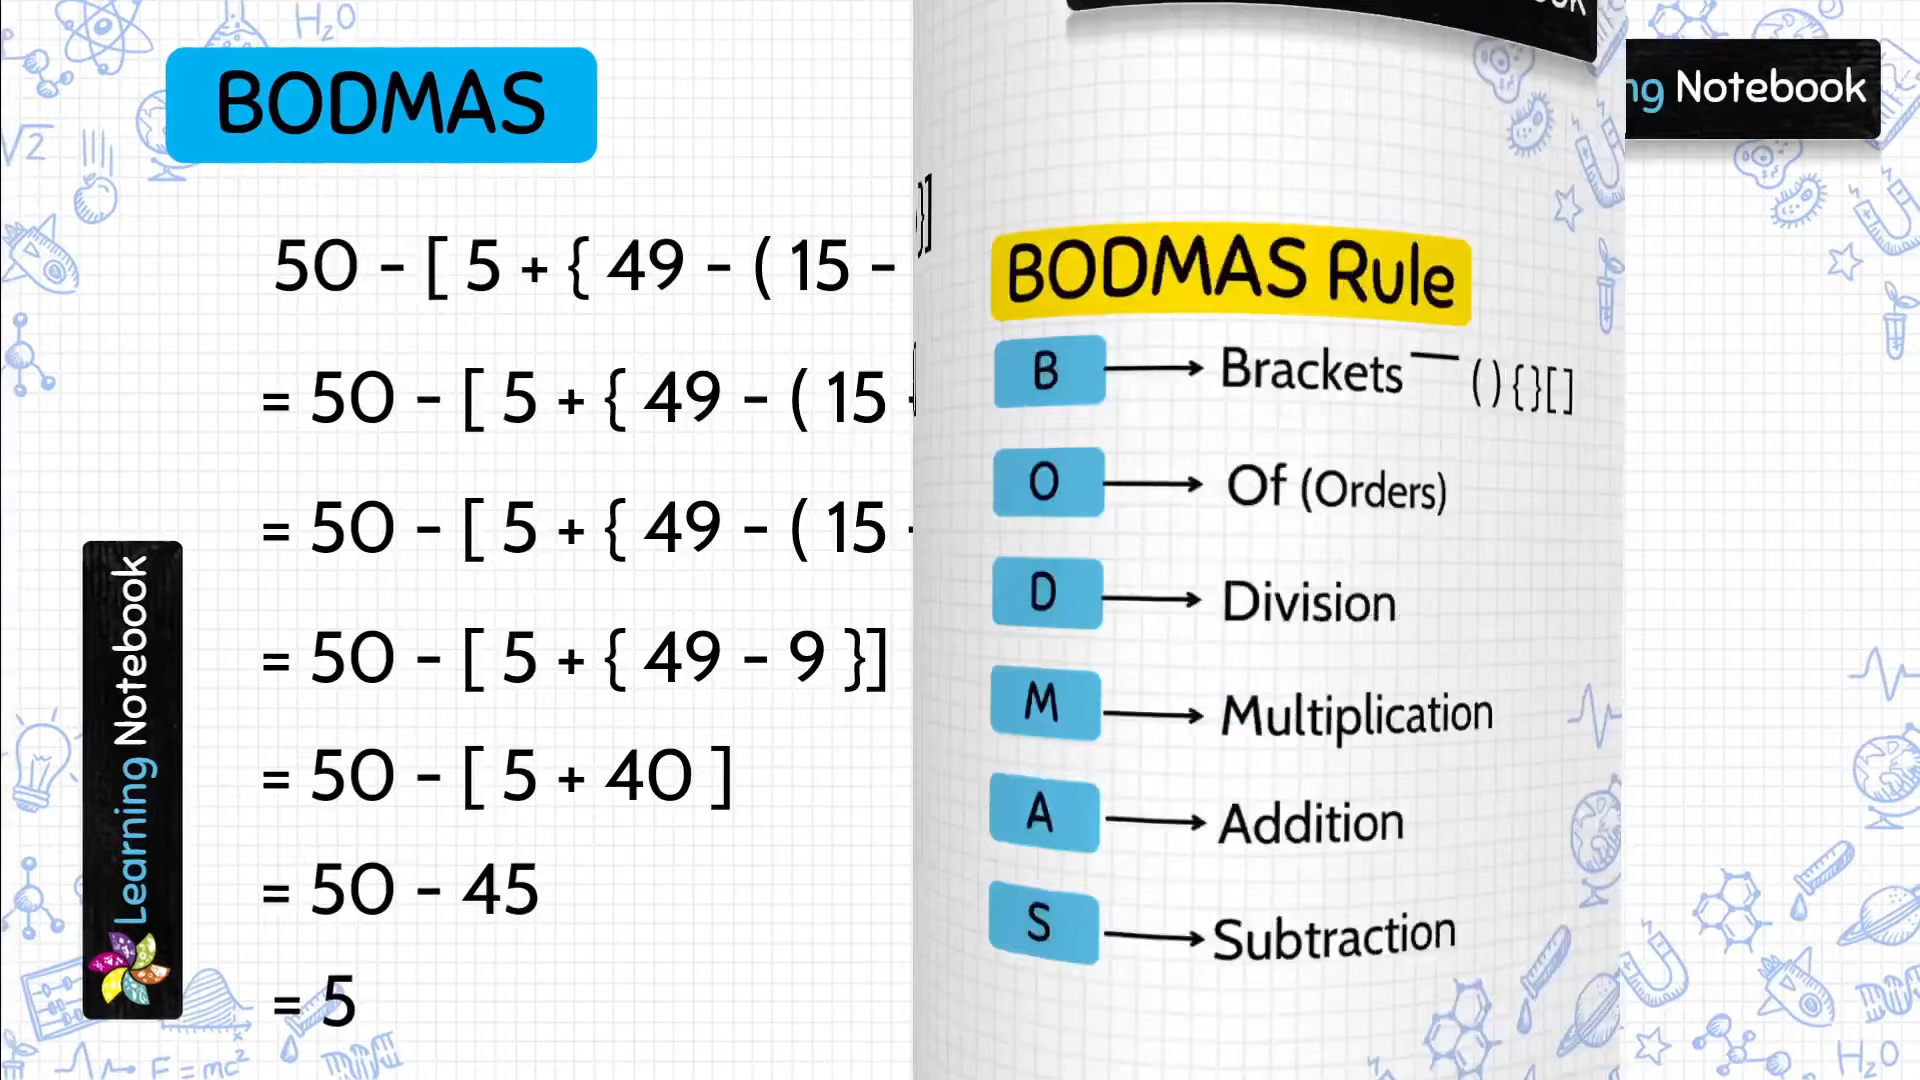 BODMAS
50 - [ 5 + { 49 - ( 15 -
= 50 - [ 5 + { 49 - ( 15 -
= 50 - [ 5 + { 49 - ( 15 -
= 50 - [ 5 + { 49 - 9 }]
= 50 - [ 5 + 40 ]
= 50 - 45
= 5
Learning Notebook
}]
BODMAS Rule
B → Brackets — ( ) { } [ ]
O → Of (Orders)
D → Division
M → Multiplication
A → Addition
S → Subtraction
ng Notebook
H₂O
√2
F = mc²
H₂O